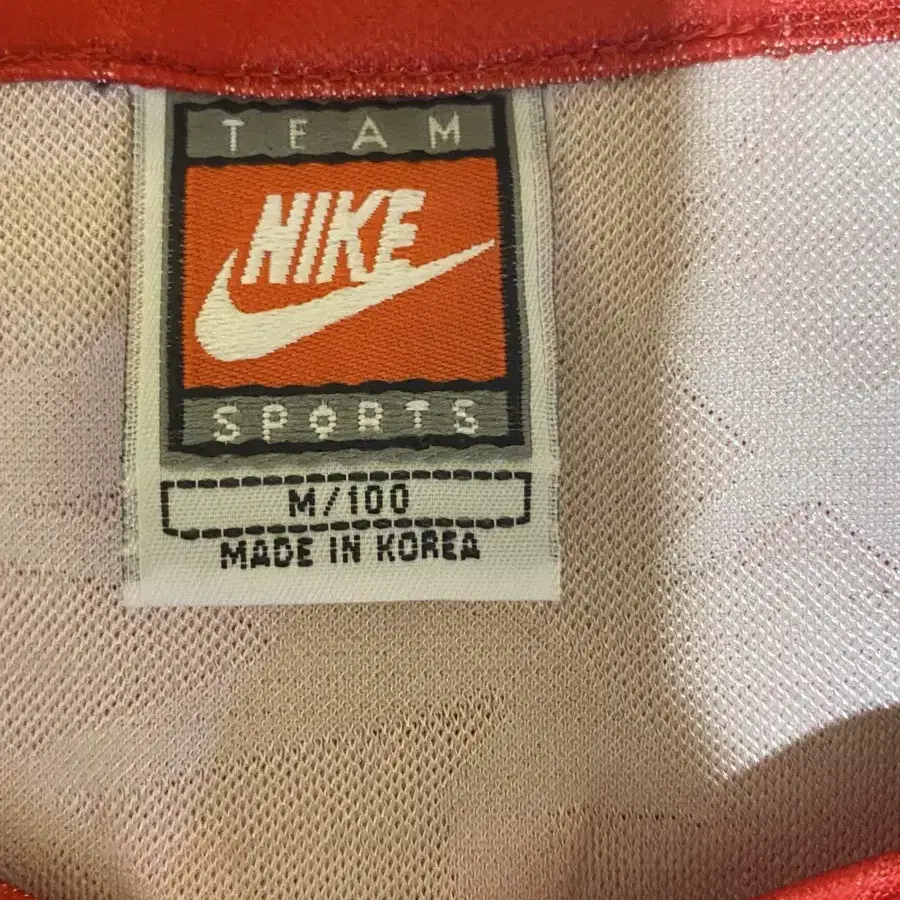 TEAM
NIKE
SPORTS
M/100
MADE IN KOREA